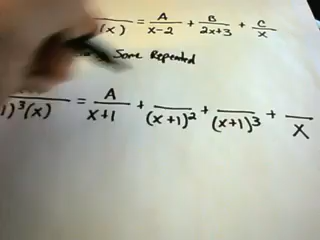 (x) = A/x-2 + B/2x+3 + C/x
Some Repeated
1)³(x) = A/x+1 + /(x+1)² + /(x+1)³ + /x